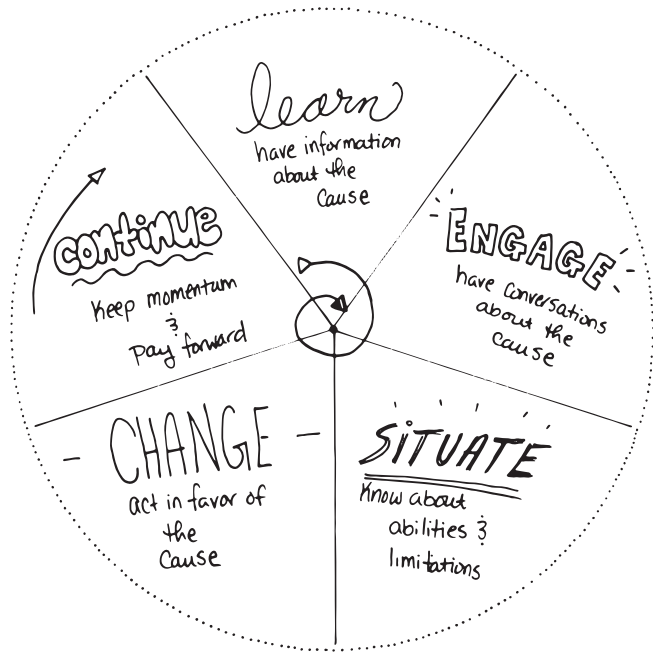 learn
have information
about the
cause
ENGAGE
have conversations
about the
cause
SiTUATE
Know about
abilities &
limitations
CHANGE
act in favor of
the
cause
continue
keep momentum
&
pay forward